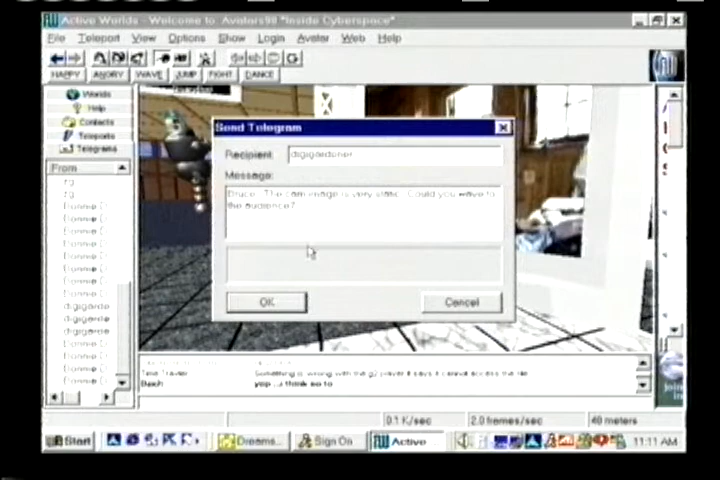 Active Worlds - Welcome to Avatars98 "Inside Cyberspace"
File Teleport View Options Show Login Avatar Web Help
HAPPY ANGRY WAVE JUMP FIGHT DANCE
Worlds
Help
Contacts
Teleports
Telegrams
From
Send Telegram
Recipient: digigardener
Message:
Bruce: The cam image is very static. Could you wave to
the audience?
OK Cancel
Time Traveler Something is wrong with the g2 player it says it cannot access the file
yep ..i think so to
0.1 K/sec 2.0 frames/sec 40 meters
Start Dreams... Sign On Active ... 11:11 AM